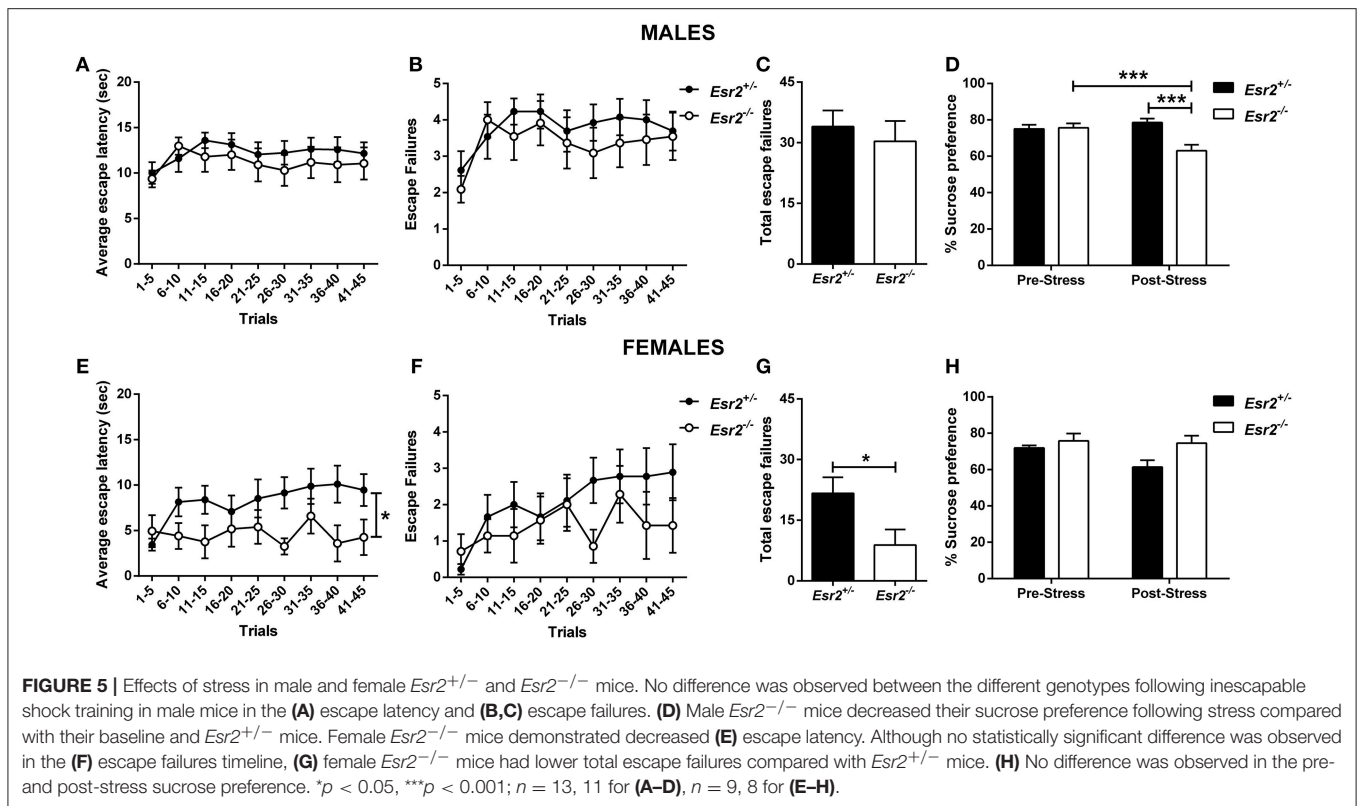 MALES
A
B
C
D
Average escape latency (sec)
20
15
10
5
0
1-5
6-10
11-15
16-20
21-25
26-30
31-35
36-40
41-45
Trials
Escape Failures
5
4
3
2
1
0
1-5
6-10
11-15
16-20
21-25
26-30
31-35
36-40
41-45
Trials
Esr2+/-
Esr2-/-
Total escape failures
45
30
15
0
Esr2+/-
Esr2-/-
% Sucrose preference
100
80
60
40
20
0
***
***
Pre-Stress
Post-Stress
Esr2+/-
Esr2-/-
FEMALES
E
F
G
H
Average escape latency (sec)
20
15
10
5
0
*
1-5
6-10
11-15
16-20
21-25
26-30
31-35
36-40
41-45
Trials
Escape Failures
5
4
3
2
1
0
1-5
6-10
11-15
16-20
21-25
26-30
31-35
36-40
41-45
Trials
Esr2+/-
Esr2-/-
Total escape failures
45
30
15
0
*
Esr2+/-
Esr2-/-
% Sucrose preference
100
80
60
40
20
0
Pre-Stress
Post-Stress
Esr2+/-
Esr2-/-
FIGURE 5 | Effects of stress in male and female Esr2+/− and Esr2−/− mice. No difference was observed between the different genotypes following inescapable
shock training in male mice in the (A) escape latency and (B,C) escape failures. (D) Male Esr2−/− mice decreased their sucrose preference following stress compared
with their baseline and Esr2+/− mice. Female Esr2−/− mice demonstrated decreased (E) escape latency. Although no statistically significant difference was observed
in the (F) escape failures timeline, (G) female Esr2−/− mice had lower total escape failures compared with Esr2+/− mice. (H) No difference was observed in the pre-
and post-stress sucrose preference. *p < 0.05, ***p < 0.001; n = 13, 11 for (A–D), n = 9, 8 for (E–H).